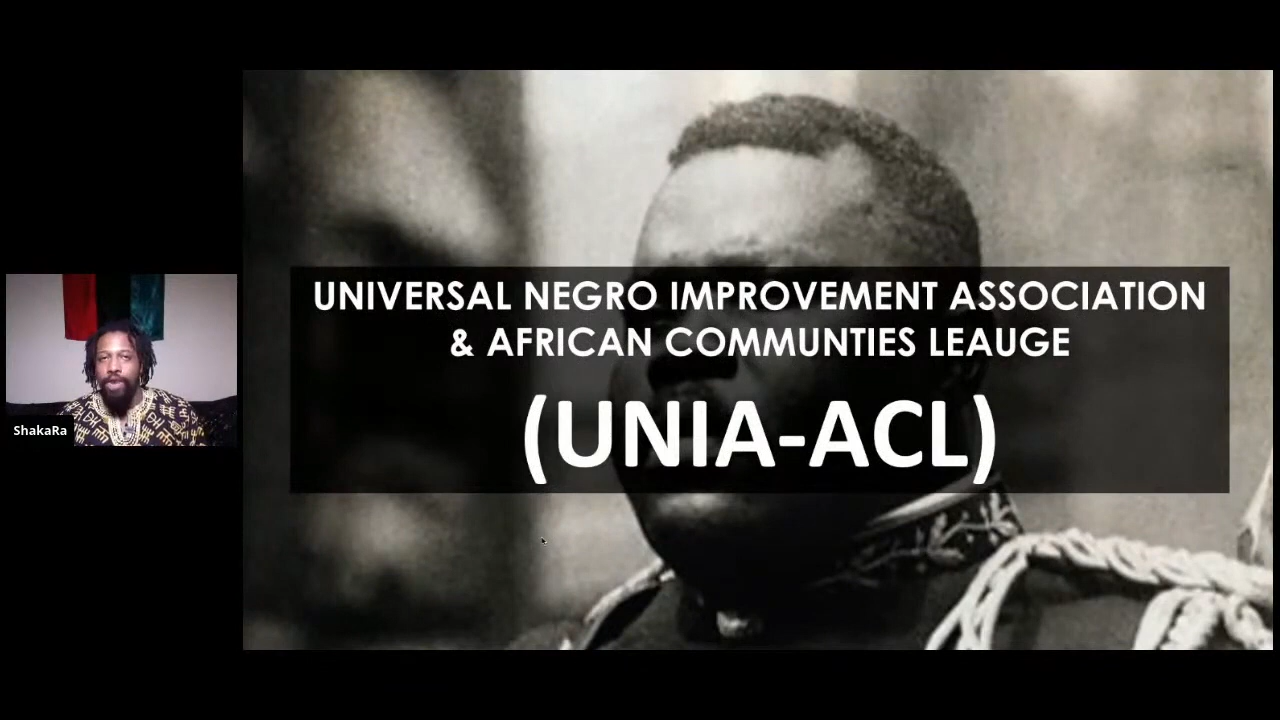 UNIVERSAL NEGRO IMPROVEMENT ASSOCIATION
& AFRICAN COMMUNTIES LEAUGE
(UNIA-ACL)
ShakaRa